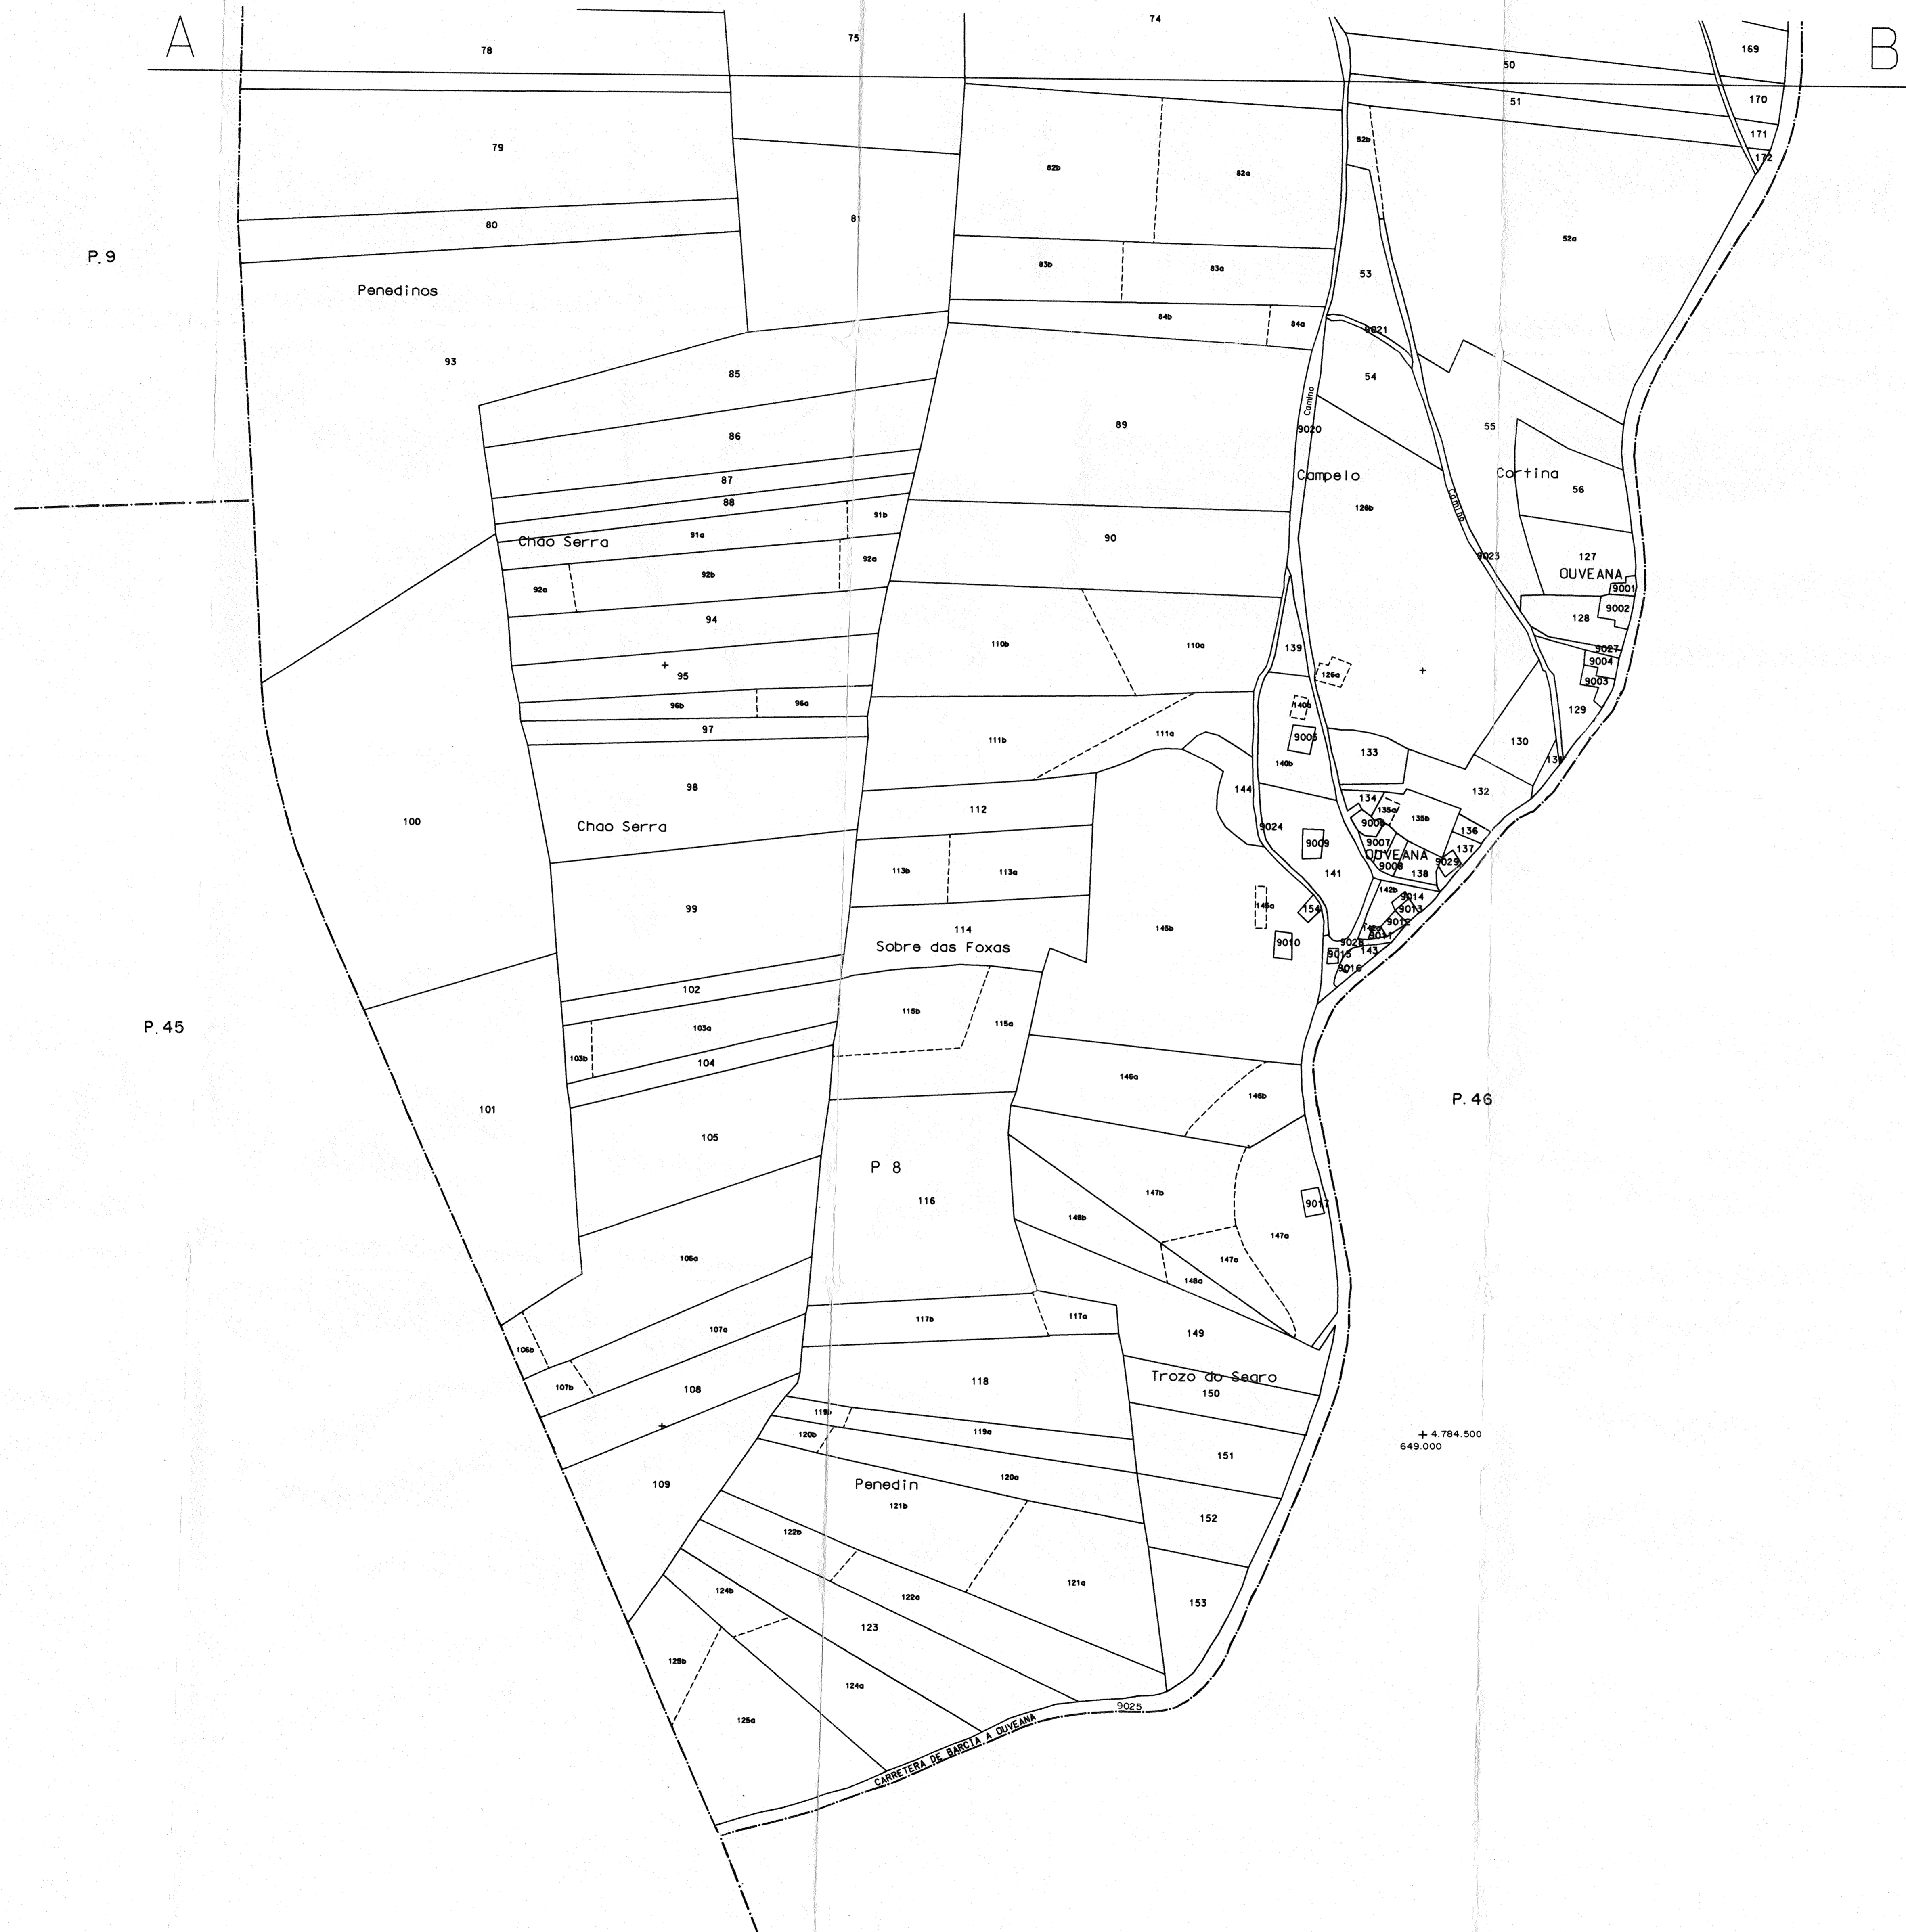 A
B
78
75
74
50
169
51
170
171
172
79
80
81
82b
82a
52b
52a
83b
83a
53
84b
84a
9021
P.9
Penedinos
93
85
86
87
88
89
54
55
Camino
9020
Campelo
Cortina
56
126b
Camino
9023
127
OUVEANA
9001
9002
128
9027
9004
9003
129
Chao Serra
91a
91b
92a
92b
92a
90
94
95
96b
96a
97
110b
110a
139
126a
140a
9005
140b
111b
111a
133
130
131
132
98
Chao Serra
100
112
144
134
135a
135b
9006
136
9024
9009
9007
OUVEANA
137
9029
9008
138
113b
113a
141
142b
9014
9013
9012
142a
9011
99
145a
154
114
Sobre das Foxas
145b
9010
9028
143
9015
9016
102
103a
103b
104
115b
115a
P.45
101
105
146a
146b
P.46
P 8
116
147b
148b
9017
147a
147a
148a
106a
106b
107a
107b
108
117b
117a
149
Trozo do Searo
118
150
119b
119a
120b
120a
151
4.784.500
649.000
109
Penedin
121b
122b
152
121a
124b
122a
123
153
125b
124a
125a
9025
CARRETERA DE BARCIA A OUVEANA